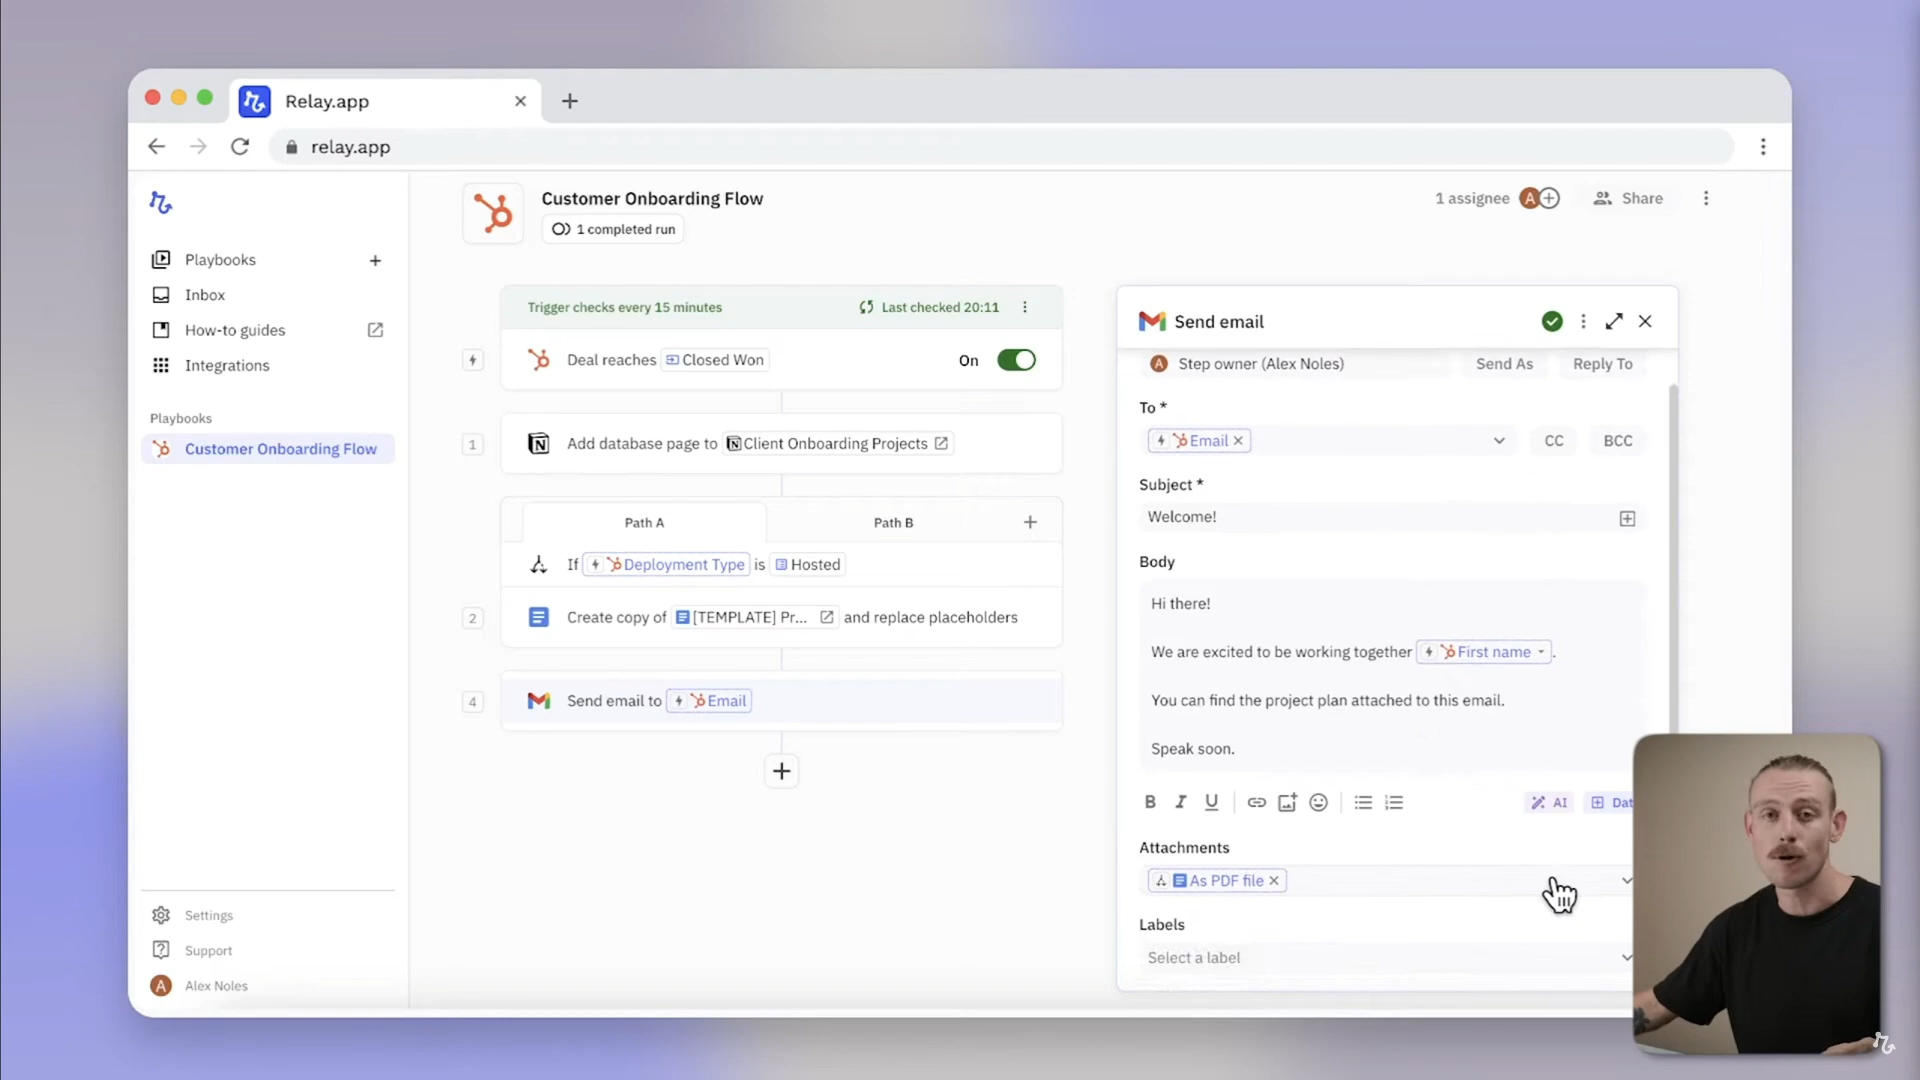 Relay.app
relay.app
Customer Onboarding Flow
1 completed run
1 assignee A
Share
Playbooks
Inbox
How-to guides
Integrations
Playbooks
Customer Onboarding Flow
Settings
Support
A Alex Noles
Trigger checks every 15 minutes
Last checked 20:11
Deal reaches Closed Won
On
1
Add database page to Client Onboarding Projects
Path A
Path B
If Deployment Type is Hosted
2
Create copy of [TEMPLATE] Pr... and replace placeholders
4
Send email to Email
Send email
A Step owner (Alex Noles)
Send As
Reply To
To *
Email
CC
BCC
Subject *
Welcome!
Body
Hi there!
We are excited to be working together First name .
You can find the project plan attached to this email.
Speak soon.
B I U
AI
Dat
Attachments
As PDF file
Labels
Select a label